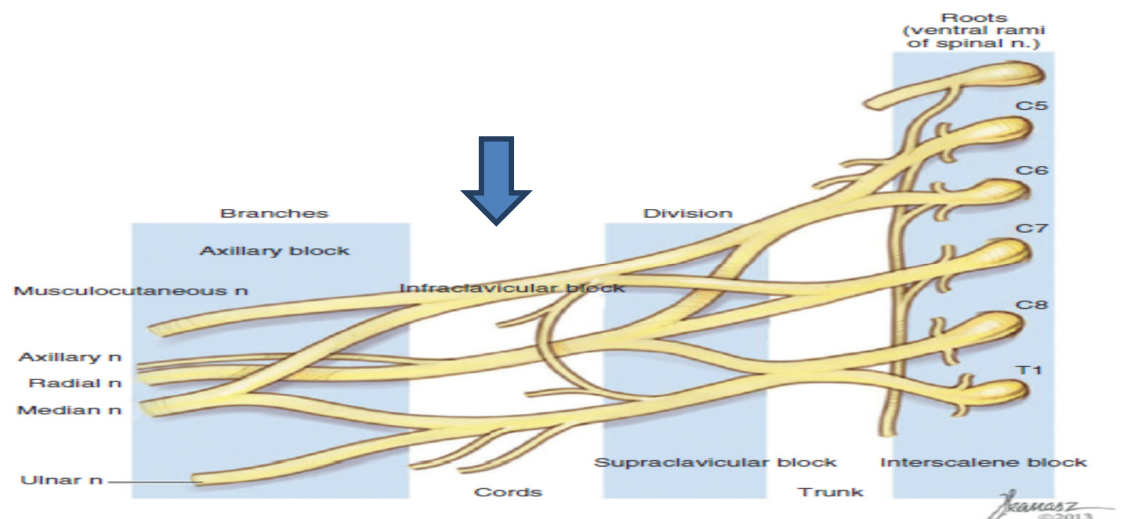 Roots
(ventral rami
of spinal n.)
C5
C6
Branches
Division
C7
Axillary block
Musculocutaneous n
Infraclavicular block
C8
Axillary n
Radial n
T1
Median n
Supraclavicular block
Interscalene block
Ulnar n
Cords
Trunk
©2013